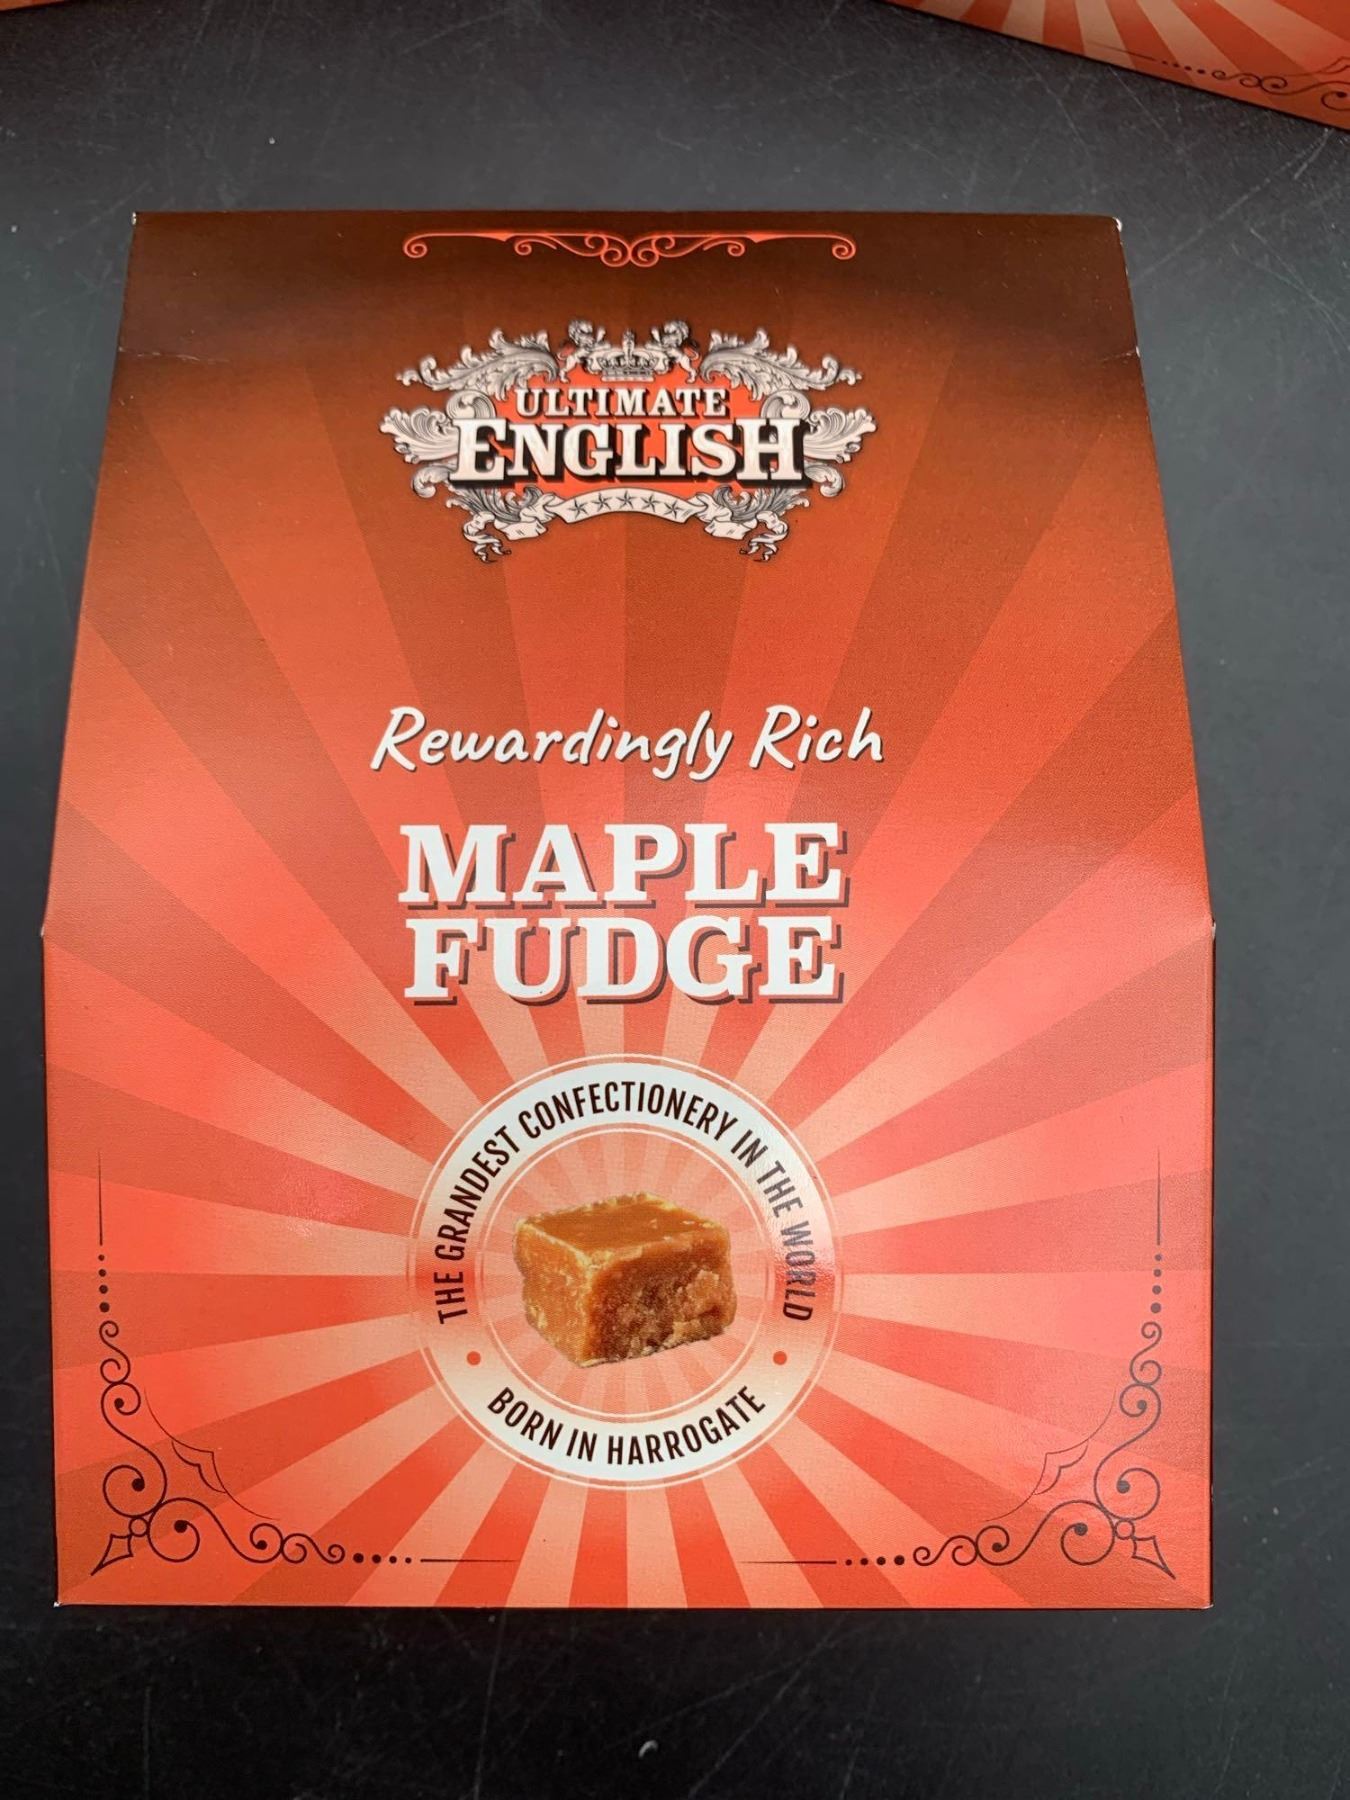 ULTIMATE
ENGLISH
Rewardingly Rich
MAPLE
FUDGE
THE GRANDEST CONFECTIONERY IN THE WORLD
BORN IN HARROGATE